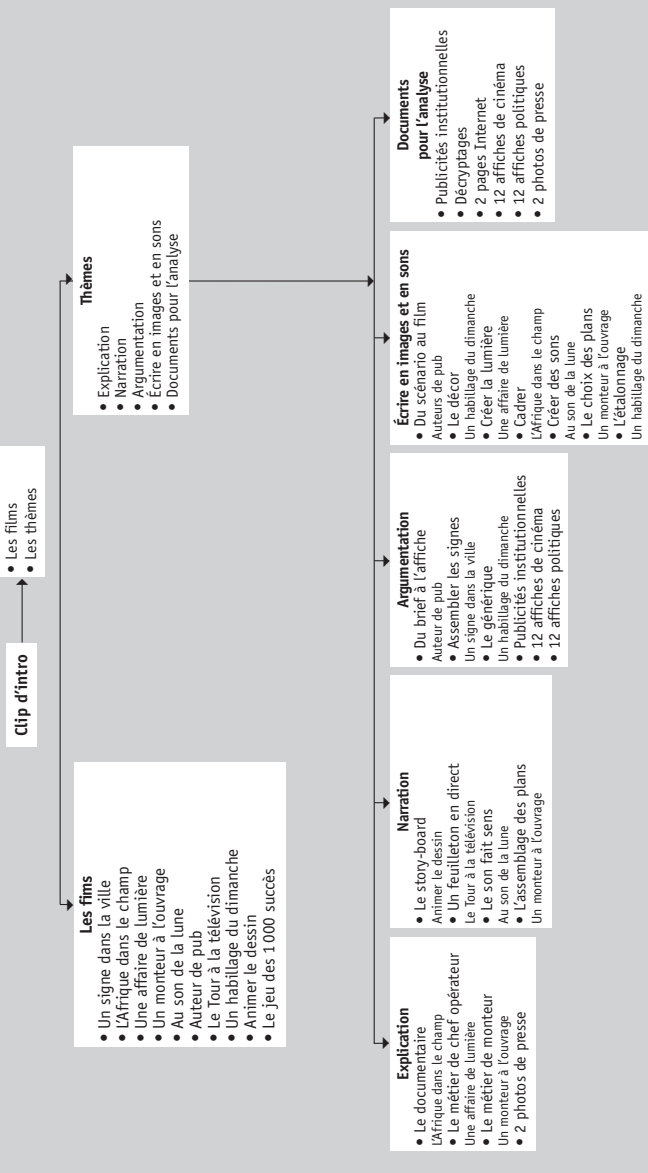 Clip d'intro
• Les films
• Les thèmes
Les fims
• Un signe dans la ville
• L'Afrique dans le champ
• Une affaire de lumière
• Un monteur à l'ouvrage
• Au son de la lune
• Auteur de pub
• Le Tour à la télévision
• Un habillage du dimanche
• Animer le dessin
• Le jeu des 1 000 succès
Thèmes
• Explication
• Narration
• Argumentation
• Écrire en images et en sons
• Documents pour l'analyse
Explication
• Le documentaire
L'Afrique dans le champ
• Le métier de chef opérateur
Une affaire de lumière
• Le métier de monteur
Un monteur à l'ouvrage
• 2 photos de presse
Narration
• Le story-board
Animer le dessin
• Un feuilleton en direct
Le Tour à la télévision
• Le son fait sens
Au son de la lune
• L'assemblage des plans
Un monteur à l'ouvrage
Argumentation
• Du brief à l'affiche
Auteur de pub
• Assembler les signes
Un signe dans la ville
• Le générique
Un habillage du dimanche
• Publicités institutionnelles
• 12 affiches de cinéma
• 12 affiches politiques
Écrire en images et en sons
• Du scénario au film
Auteurs de pub
• Le décor
Un habillage du dimanche
• Créer la lumière
Une affaire de lumière
• Cadrer
L'Afrique dans le champ
• Créer des sons
Au son de la lune
• Le choix des plans
Un monteur à l'ouvrage
• L'étalonnage
Un habillage du dimanche
Documents
pour l'analyse
• Publicités institutionnelles
• Décryptages
• 2 pages Internet
• 12 affiches de cinéma
• 12 affiches politiques
• 2 photos de presse